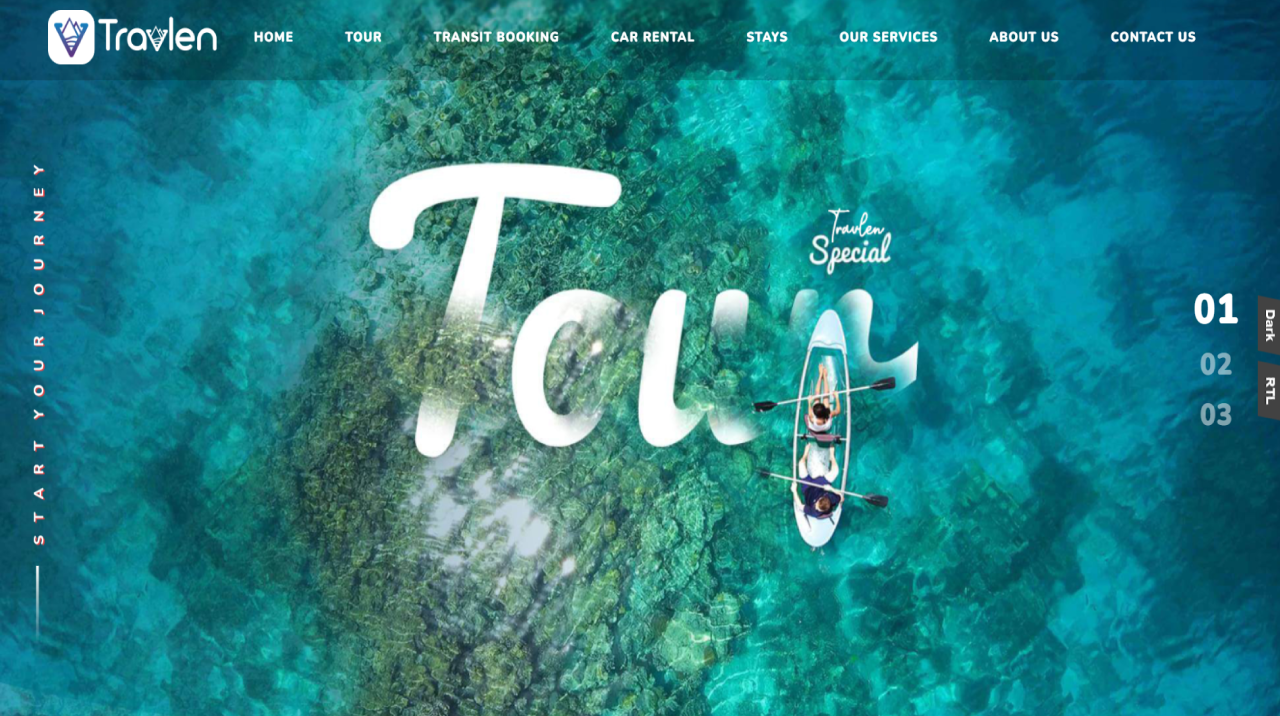 Travlen
HOME TOUR TRANSIT BOOKING CAR RENTAL STAYS OUR SERVICES ABOUT US CONTACT US
START YOUR JOURNEY
Tour
Travlen
Special
01
02
03
Dark
RTL